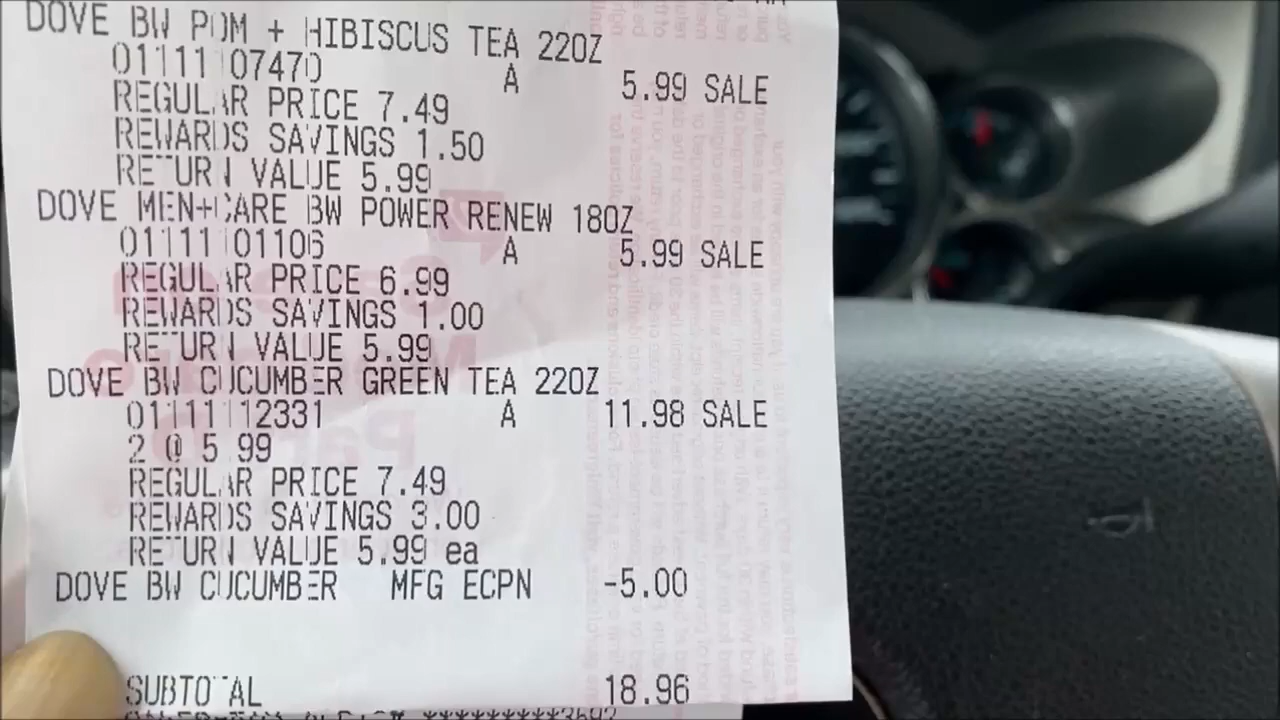 DOVE BW POM + HIBISCUS TEA 22OZ
01111107470 A 5.99 SALE
REGULAR PRICE 7.49
REWARDS SAVINGS 1.50
RETURN VALUE 5.99
DOVE MEN+CARE BW POWER RENEW 18OZ
01111101106 A 5.99 SALE
REGULAR PRICE 6.99
REWARDS SAVINGS 1.00
RETURN VALUE 5.99
DOVE BW CUCUMBER GREEN TEA 22OZ
01111112331 A 11.98 SALE
2 @ 5.99
REGULAR PRICE 7.49
REWARDS SAVINGS 3.00
RETURN VALUE 5.99 ea
DOVE BW CUCUMBER MFG ECPN -5.00
SUBTOTAL 18.96